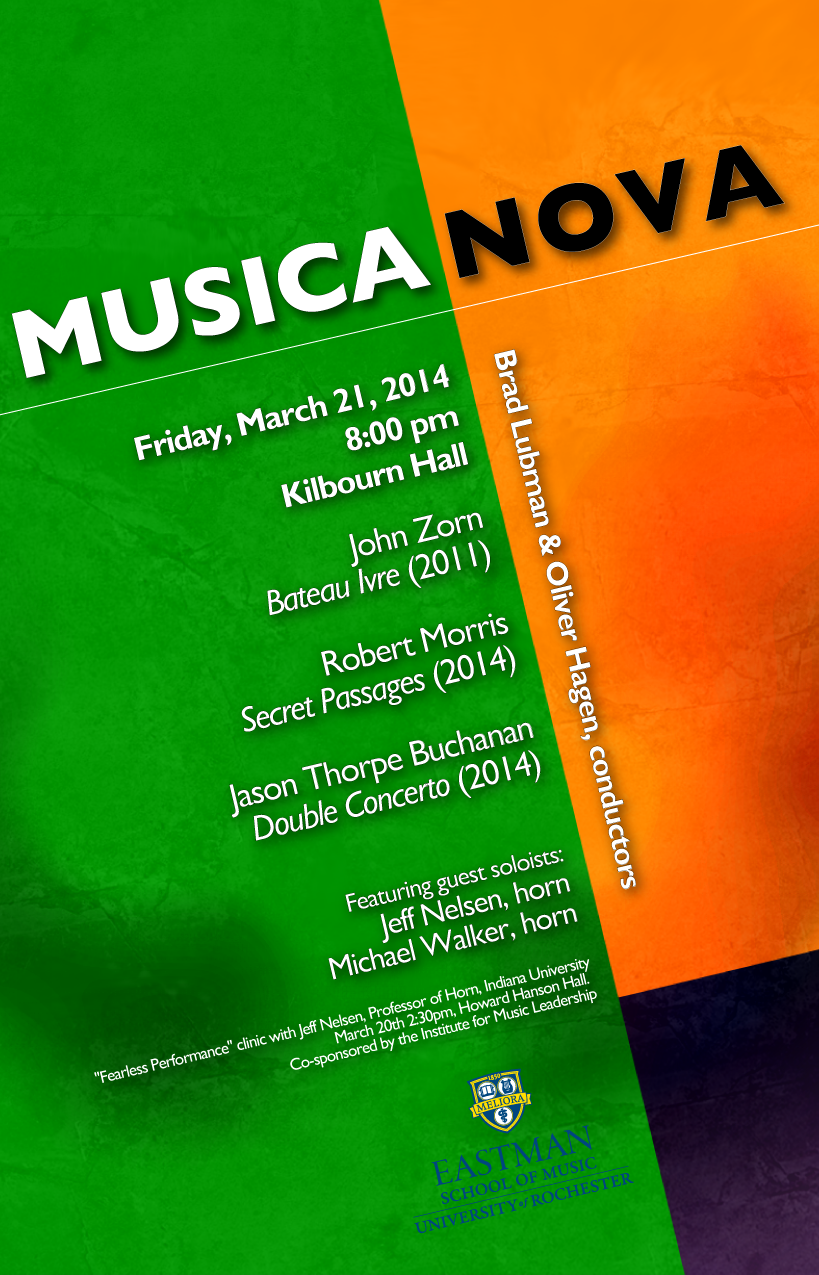 MUSICA NOVA
Friday, March 21, 2014
8:00 pm
Kilbourn Hall
Brad Lubman & Oliver Hagen, conductors
John Zorn
Bateau Ivre (2011)
Robert Morris
Secret Passages (2014)
Jason Thorpe Buchanan
Double Concerto (2014)
Featuring guest soloists:
Jeff Nelsen, horn
Michael Walker, horn
"Fearless Performance" clinic with Jeff Nelsen, Professor of Horn, Indiana University
March 20th 2:30pm, Howard Hanson Hall.
Co-sponsored by the Institute for Music Leadership
1850
MELIORA
EASTMAN
SCHOOL OF MUSIC
UNIVERSITY of ROCHESTER